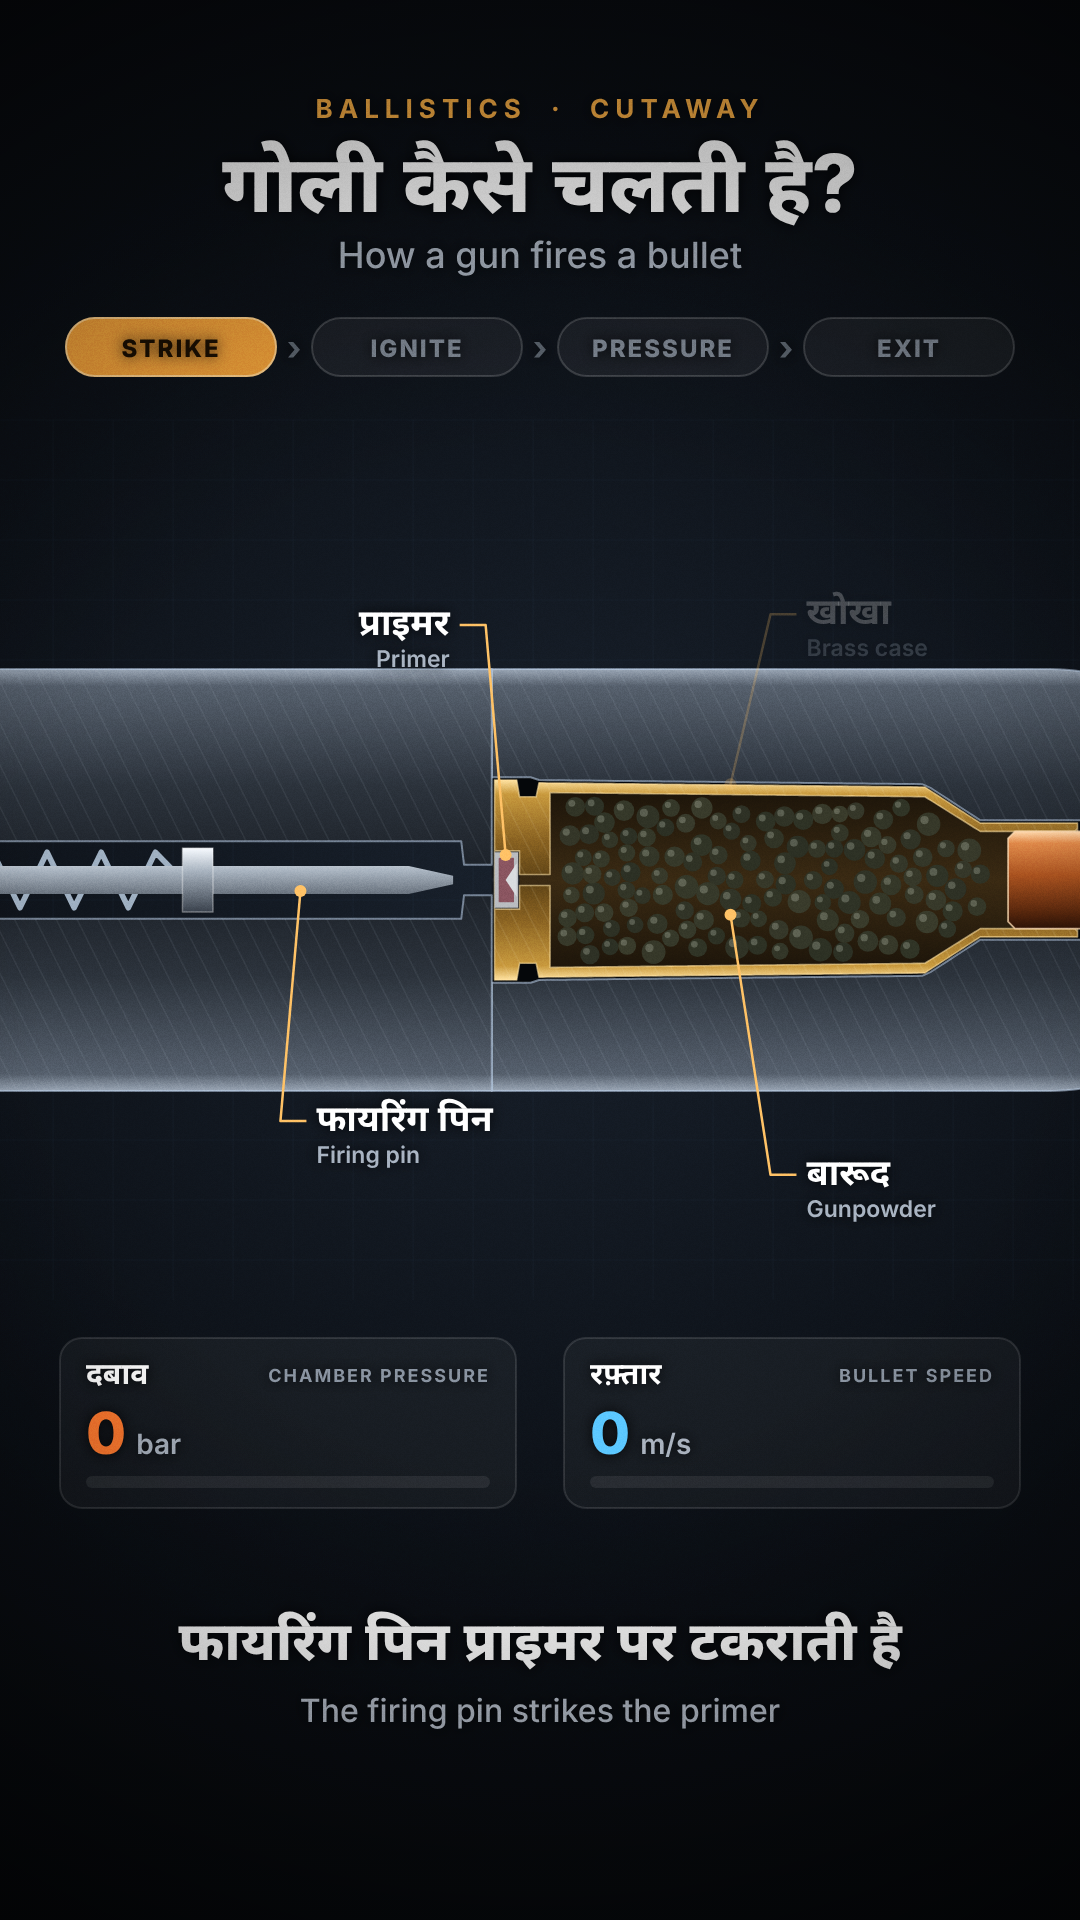 BALLISTICS · CUTAWAY
गोली कैसे चलती है?
How a gun fires a bullet
STRIKE › IGNITE › PRESSURE › EXIT
प्राइमर
Primer
खोखा
Brass case
फायरिंग पिन
Firing pin
बारूद
Gunpowder
दबाव CHAMBER PRESSURE
0 bar
रफ़्तार BULLET SPEED
0 m/s
फायरिंग पिन प्राइमर पर टकराती है
The firing pin strikes the primer